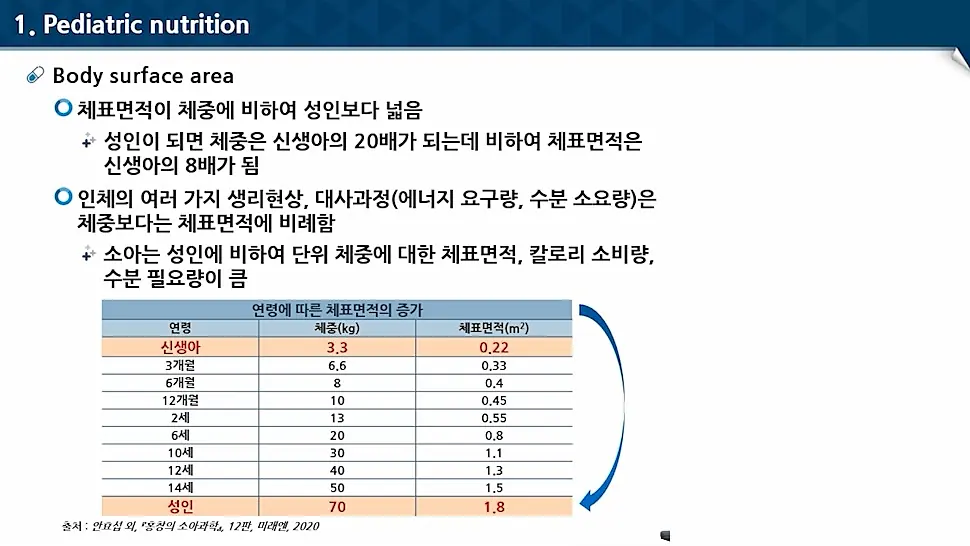 1. Pediatric nutrition
Body surface area
체표면적이 체중에 비하여 성인보다 넓음
성인이 되면 체중은 신생아의 20배가 되는데 비하여 체표면적은
신생아의 8배가 됨
인체의 여러 가지 생리현상, 대사과정(에너지 요구량, 수분 소요량)은
체중보다는 체표면적에 비례함
소아는 성인에 비하여 단위 체중에 대한 체표면적, 칼로리 소비량,
수분 필요량이 큼
연령에 따른 체표면적의 증가
연령 체중(kg) 체표면적(m²)
신생아 3.3 0.22
3개월 6.6 0.33
6개월 8 0.4
12개월 10 0.45
2세 13 0.55
6세 20 0.8
10세 30 1.1
12세 40 1.3
14세 50 1.5
성인 70 1.8
출처 : 안효섭 외, 『홍창의 소아과학』, 12판, 미래엔, 2020